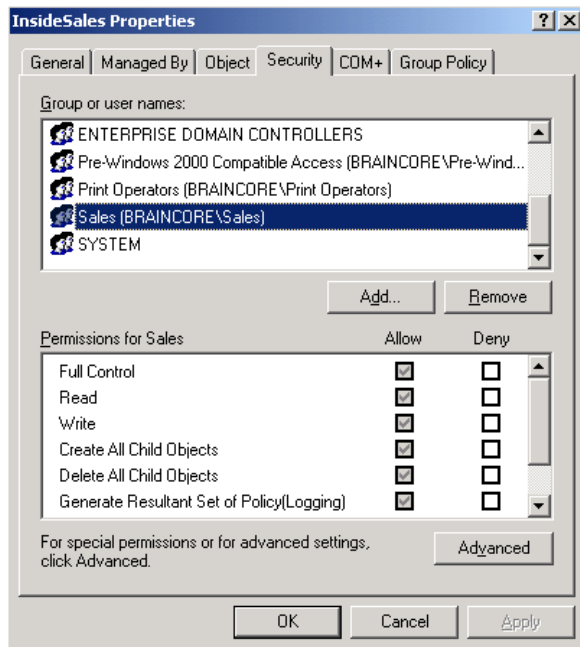 InsideSales Properties
General Managed By Object Security COM+ Group Policy
Group or user names:
ENTERPRISE DOMAIN CONTROLLERS
Pre-Windows 2000 Compatible Access (BRAINCORE\Pre-Wind...
Print Operators (BRAINCORE\Print Operators)
Sales (BRAINCORE\Sales)
SYSTEM
Add... Remove
Permissions for Sales Allow Deny
Full Control
Read
Write
Create All Child Objects
Delete All Child Objects
Generate Resultant Set of Policy(Logging)
For special permissions or for advanced settings,
click Advanced.
Advanced
OK Cancel Apply